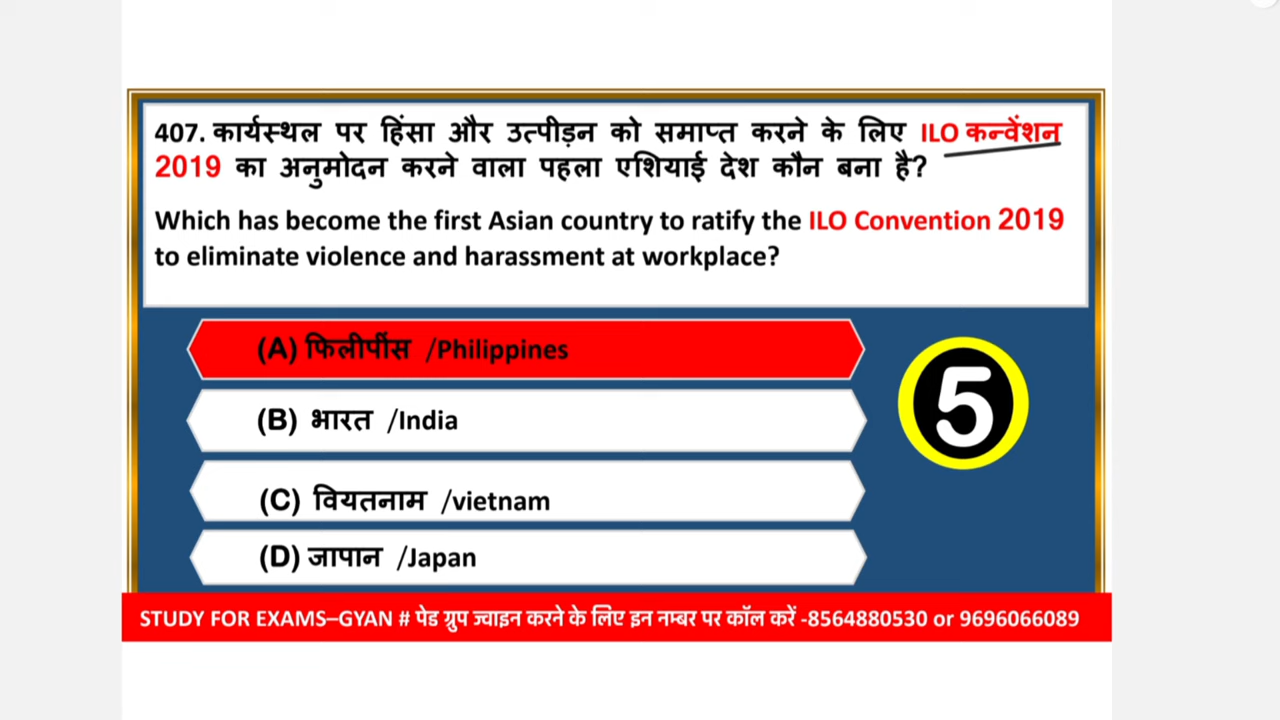 407. कार्यस्थल पर हिंसा और उत्पीड़न को समाप्त करने के लिए ILO कन्वेंशन
2019 का अनुमोदन करने वाला पहला एशियाई देश कौन बना है?
Which has become the first Asian country to ratify the ILO Convention 2019
to eliminate violence and harassment at workplace?
(A) फिलीपींस /Philippines
(B) भारत /India
5
(C) वियतनाम /vietnam
(D) जापान /Japan
STUDY FOR EXAMS–GYAN # पेड ग्रुप ज्वाइन करने के लिए इन नम्बर पर कॉल करें -8564880530 or 9696066089